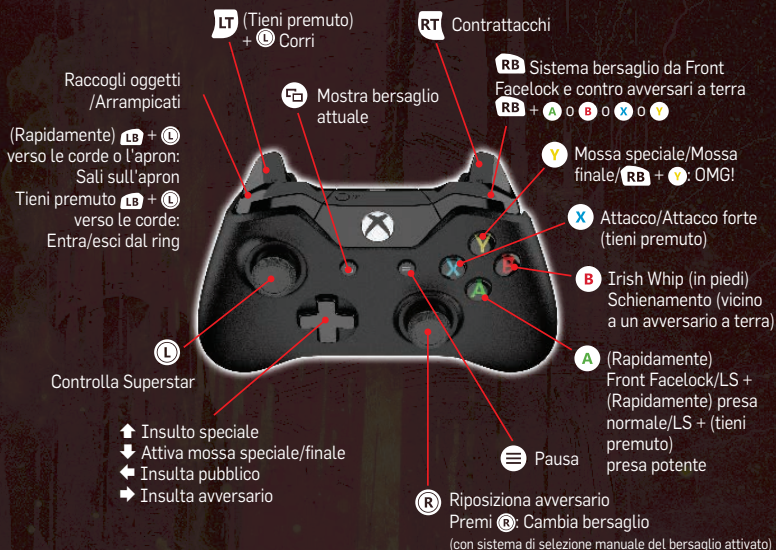 LT (Tieni premuto)
+ L Corri
RT Contrattacchi
RB Sistema bersaglio da Front
Facelock e contro avversari a terra
RB + A o B o X o Y
Raccogli oggetti
/Arrampicati
Mostra bersaglio
attuale
(Rapidamente) LB + L
verso le corde o l'apron:
Sali sull'apron
Tieni premuto LB + L
verso le corde:
Entra/esci dal ring
Y Mossa speciale/Mossa
finale/RB + Y: OMG!
X Attacco/Attacco forte
(tieni premuto)
Y
X
B
A
B Irish Whip (in piedi)
Schienamento (vicino
a un avversario a terra)
L
Controlla Superstar
A (Rapidamente)
Front Facelock/LS +
(Rapidamente) presa
normale/LS + (tieni
premuto)
presa potente
⬆ Insulto speciale
⬇ Attiva mossa speciale/finale
⬅ Insulta pubblico
➡ Insulta avversario
Pausa
R Riposiziona avversario
Premi R: Cambia bersaglio
(con sistema di selezione manuale del bersaglio attivato)